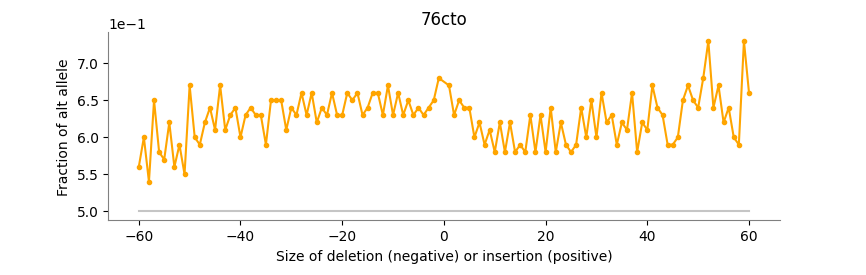 76cto
1e−1
7.0
6.5
6.0
5.5
5.0
Fraction of alt allele
−60 −40 −20 0 20 40 60
Size of deletion (negative) or insertion (positive)